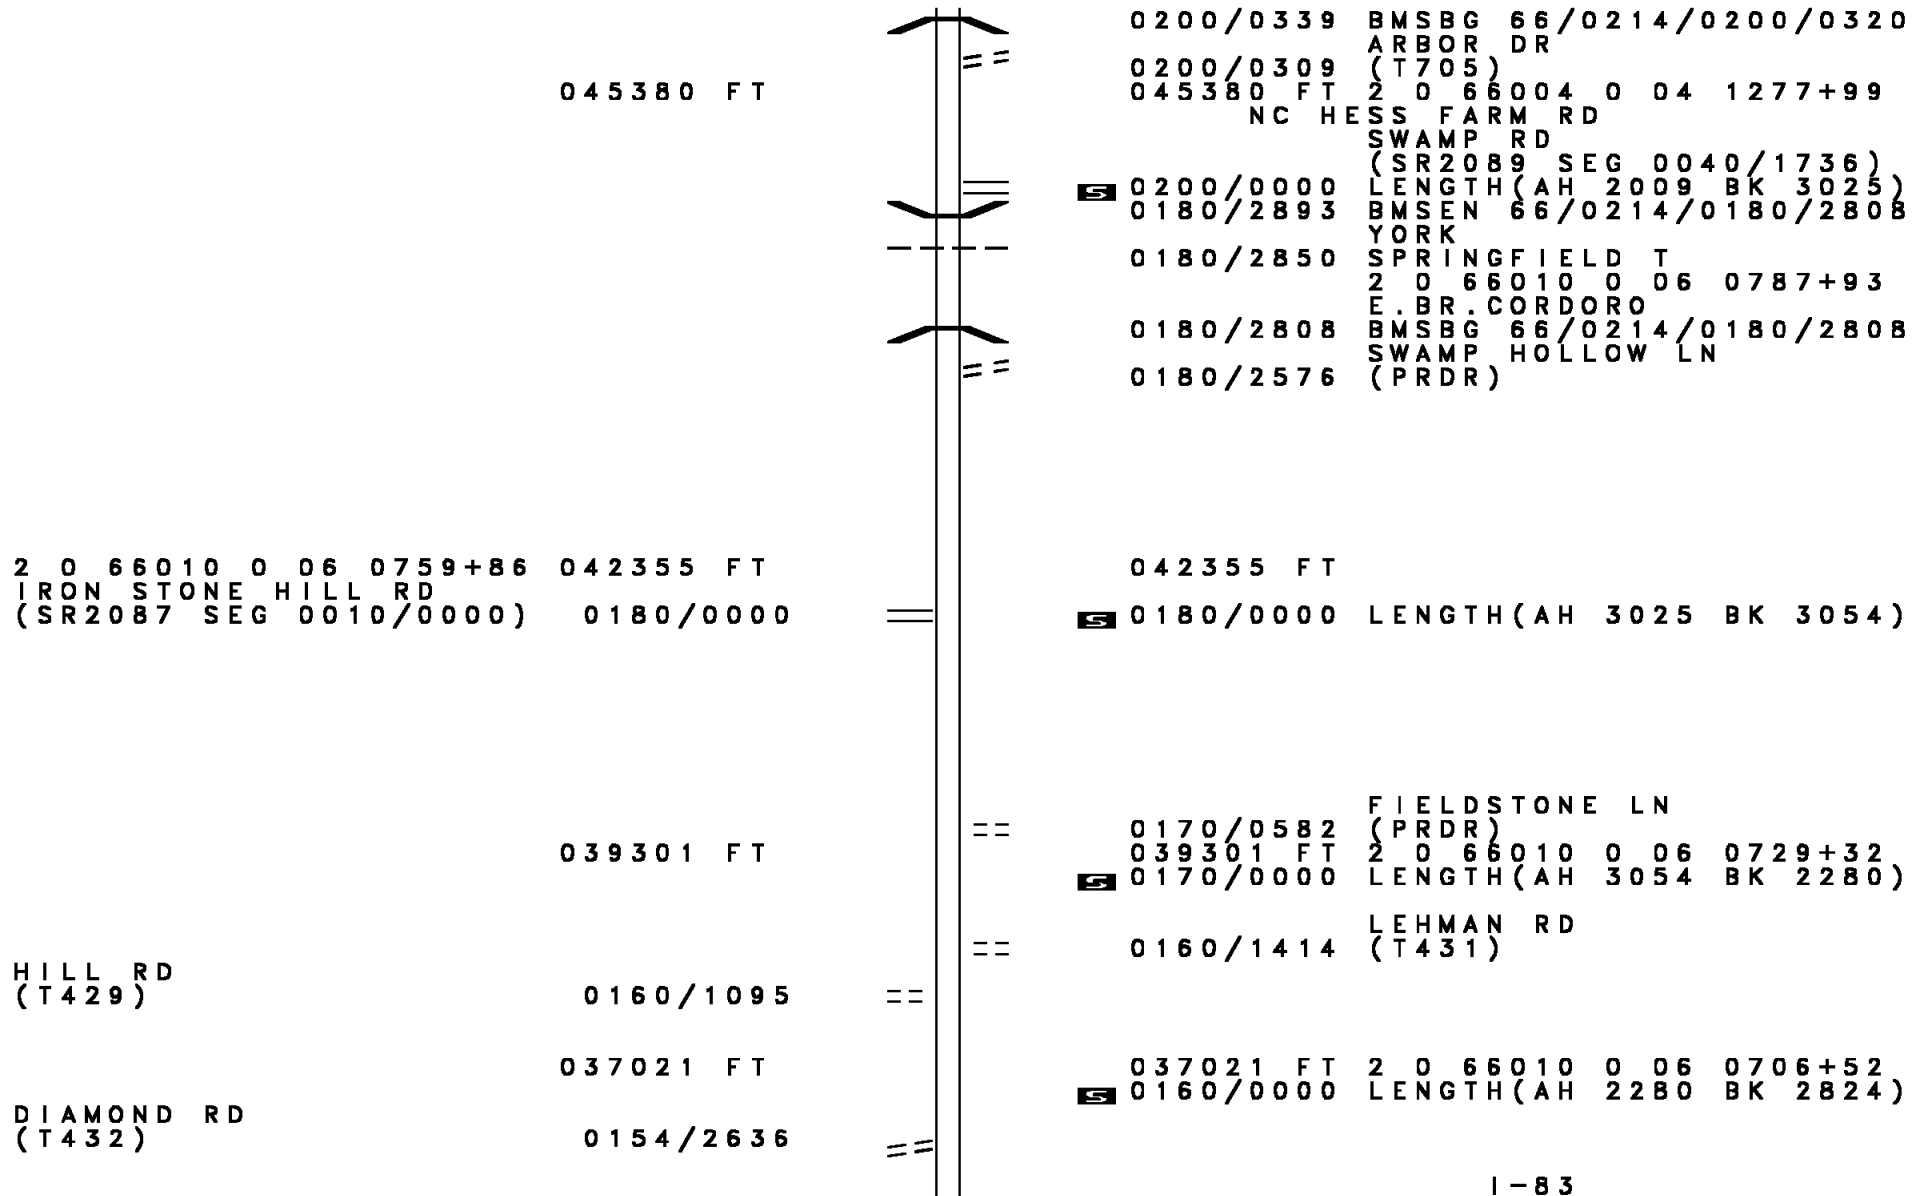 0200/0339 BMSBG 66/0214/0200/0320
ARBOR DR
0200/0309 (T705)
045380 FT 045380 FT 2 0 66004 0 04 1277+99
NC HESS FARM RD
SWAMP RD
(SR2089 SEG 0040/1736)
S 0200/0000 LENGTH(AH 2009 BK 3025)
0180/2893 BMSEN 66/0214/0180/2808
YORK
0180/2850 SPRINGFIELD T
2 0 66010 0 06 0787+93
E.BR.CORDORO
0180/2808 BMSBG 66/0214/0180/2808
SWAMP HOLLOW LN
0180/2576 (PRDR)
2 0 66010 0 06 0759+86 042355 FT 042355 FT
IRON STONE HILL RD
(SR2087 SEG 0010/0000) 0180/0000 S 0180/0000 LENGTH(AH 3025 BK 3054)
FIELDSTONE LN
0170/0582 (PRDR)
039301 FT 039301 FT 2 0 66010 0 06 0729+32
S 0170/0000 LENGTH(AH 3054 BK 2280)
LEHMAN RD
0160/1414 (T431)
HILL RD
(T429) 0160/1095
037021 FT 037021 FT 2 0 66010 0 06 0706+52
S 0160/0000 LENGTH(AH 2280 BK 2824)
DIAMOND RD
(T432) 0154/2636
I-83